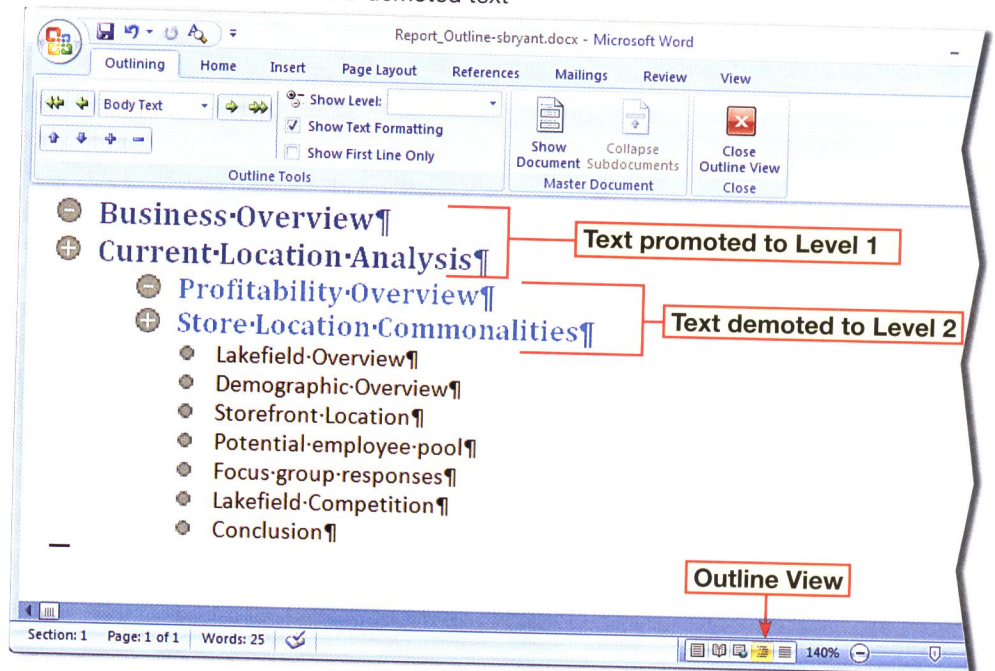 demoted text
Report_Outline-sbryant.docx - Microsoft Word
Outlining Home Insert Page Layout References Mailings Review View
Body Text
Show Level:
Show Text Formatting
Show First Line Only
Outline Tools
Show Document
Collapse Subdocuments
Master Document
Close Outline View
Close
Business·Overview¶
Current·Location·Analysis¶
Text promoted to Level 1
Profitability·Overview¶
Store·Location·Commonalities¶
Text demoted to Level 2
Lakefield·Overview¶
Demographic·Overview¶
Storefront·Location¶
Potential·employee·pool¶
Focus·group·responses¶
Lakefield·Competition¶
Conclusion¶
Outline View
Section: 1 Page: 1 of 1 Words: 25 140%